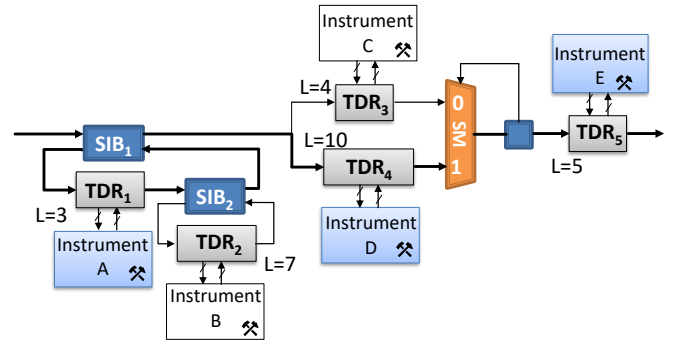 Instrument
C
Instrument
E
L=4
TDR3
0
SM
1
SIB1
L=10
TDR4
TDR5
L=5
TDR1
SIB2
L=3
Instrument
A
TDR2
L=7
Instrument
D
Instrument
B